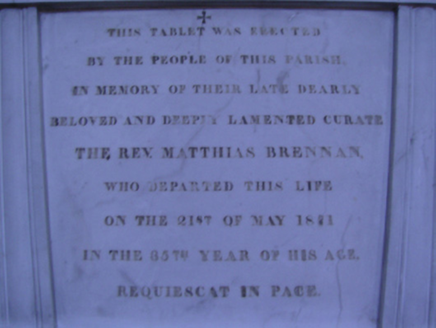 THIS TABLET WAS ERECTED
BY THE PEOPLE OF THIS PARISH,
IN MEMORY OF THEIR LATE DEARLY
BELOVED AND DEEPLY LAMENTED CURATE
THE REV. MATTHIAS BRENNAN,
WHO DEPARTED THIS LIFE
ON THE 21ST OF MAY
IN THE YEAR OF HIS AGE.
REQUIESCAT IN PACE.